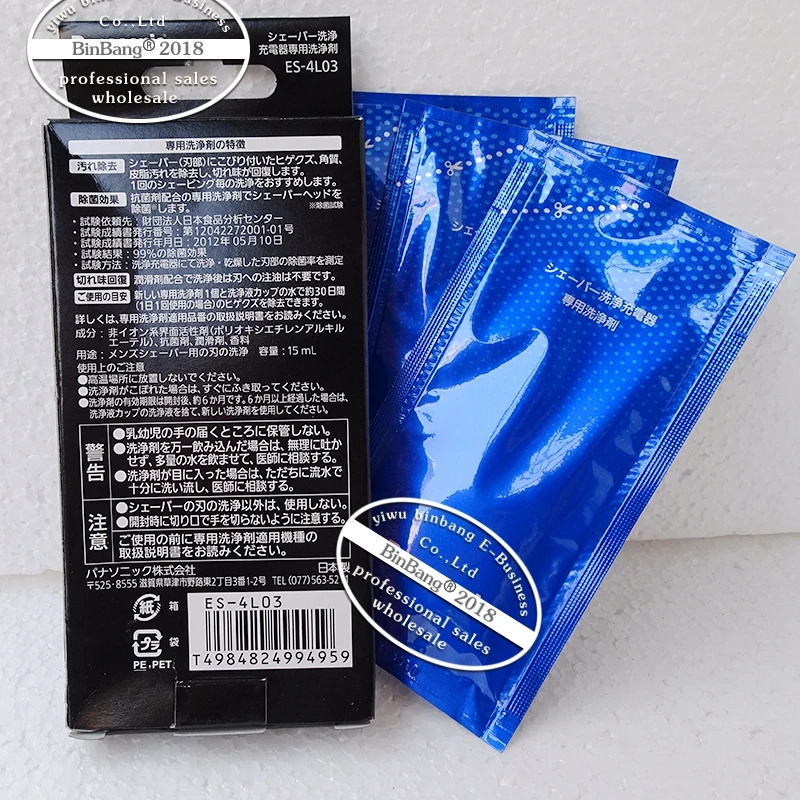 yiwu binbang E-Business
Co.,Ltd
BinBang® 2018
professional sales
wholesale
シェーバー洗浄
充電器専用洗浄剤
ES-4L03
専用洗浄剤の特徴
汚れ除去 シェーバー(刃部)にこびり付いたヒゲクズ、角質、
皮脂汚れを除去し、切れ味が回復します。
1回のシェービング毎の洗浄をおすすめします。
除菌効果 抗菌剤配合の専用洗浄剤でシェーバーヘッドを
除菌※します。 ※除菌試験
・試験依頼先:財団法人日本食品分析センター
・試験成績書発行番号:第12042272001-01号
・試験成績書発行年月日:2012年05月10日
・試験結果:99%の除菌効果
・試験方法:洗浄充電器にて洗浄・乾燥した刃部の除菌率を測定
切れ味回復 潤滑剤配合で洗浄後は刃への注油は不要です。
ご使用の目安 新しい専用洗浄剤1個と洗浄液カップの水で約30日間
(1日1回使用の場合)のヒゲクズを除去できます。
詳しくは、専用洗浄剤適用品番の取扱説明書をお読みください。
成分:非イオン系界面活性剤(ポリオキシエチレンアルキル
エーテル)、抗菌剤、潤滑剤、香料
用途:メンズシェーバー用の刃の洗浄 容量:15mL
使用上のご注意
●高温場所に放置しないでください。
●洗浄剤がこぼれた場合は、すぐにふき取ってください。
●洗浄剤の有効期限は開封後、約6か月です。6か月以上経過した場合は、
洗浄液カップの洗浄液を捨て、新しい洗浄剤を使用してください。
警告
●乳幼児の手の届くところに保管しない。
●洗浄剤を万一飲み込んだ場合は、無理に吐か
せず、多量の水を飲ませて、医師に相談する。
●洗浄剤が目に入った場合は、ただちに流水で
十分に洗い流し、医師に相談する。
注意
●シェーバーの刃の洗浄以外は、使用しない。
●開封時に切り口で手を切らないように注意する。
ご使用の前に専用洗浄剤適用機種の
取扱説明書をお読みください。
パナソニック株式会社 日本製
〒525-8555 滋賀県草津市野路東2丁目3番1-2号 TEL (077)563-52
紙 箱
プラ 袋
PE,PET
ES-4L03
T4984824994959
シェ
シェーバー洗浄充電器
専用洗浄剤
yiwu binbang E-Business
Co.,Ltd
BinBang® 2018
professional sales
wholesale